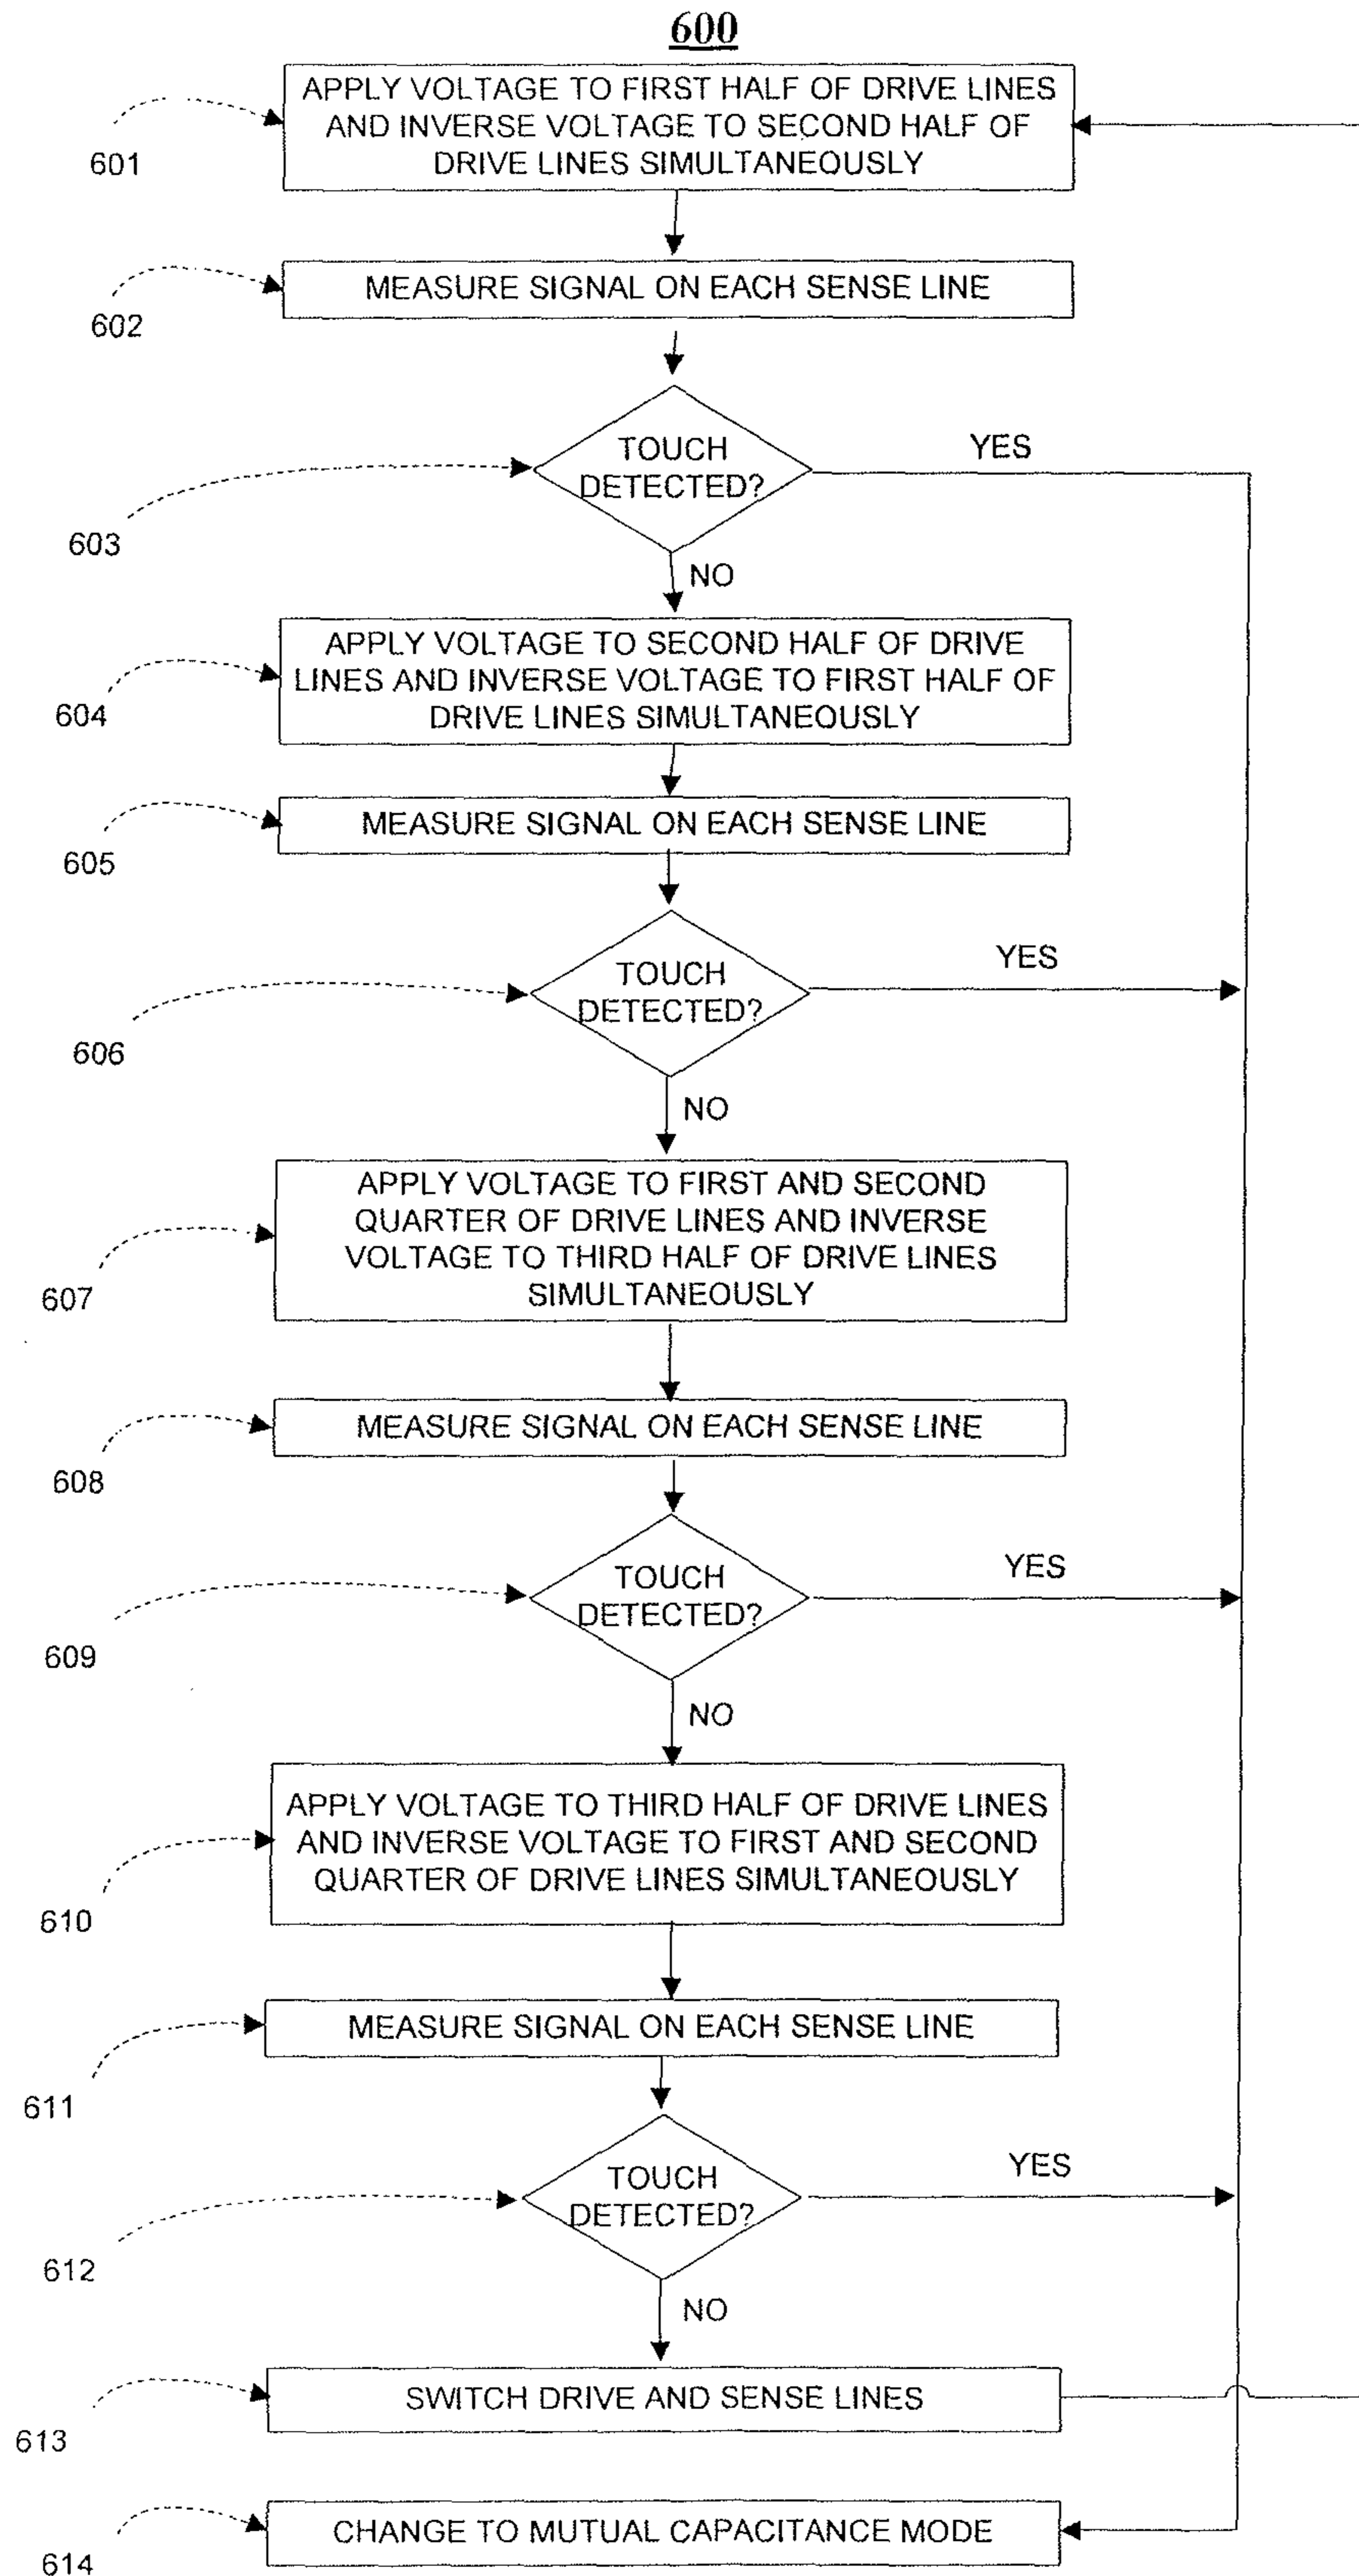 600
APPLY VOLTAGE TO FIRST HALF OF DRIVE LINES
AND INVERSE VOLTAGE TO SECOND HALF OF
DRIVE LINES SIMULTANEOUSLY
601
MEASURE SIGNAL ON EACH SENSE LINE
602
TOUCH
DETECTED?
YES
603
NO
APPLY VOLTAGE TO SECOND HALF OF DRIVE
LINES AND INVERSE VOLTAGE TO FIRST HALF OF
DRIVE LINES SIMULTANEOUSLY
604
MEASURE SIGNAL ON EACH SENSE LINE
605
TOUCH
DETECTED?
YES
606
NO
APPLY VOLTAGE TO FIRST AND SECOND
QUARTER OF DRIVE LINES AND INVERSE
VOLTAGE TO THIRD HALF OF DRIVE LINES
SIMULTANEOUSLY
607
MEASURE SIGNAL ON EACH SENSE LINE
608
TOUCH
DETECTED?
YES
609
NO
APPLY VOLTAGE TO THIRD HALF OF DRIVE LINES
AND INVERSE VOLTAGE TO FIRST AND SECOND
QUARTER OF DRIVE LINES SIMULTANEOUSLY
610
MEASURE SIGNAL ON EACH SENSE LINE
611
TOUCH
DETECTED?
YES
612
NO
SWITCH DRIVE AND SENSE LINES
613
CHANGE TO MUTUAL CAPACITANCE MODE
614